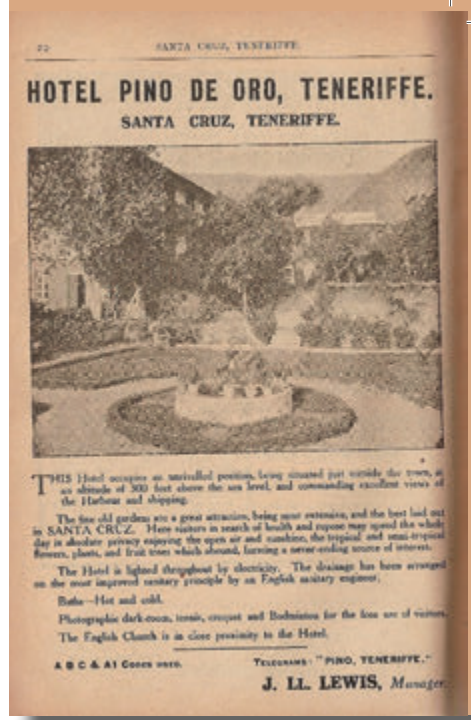 22 SANTA CRUZ, TENERIFFE.
HOTEL PINO DE ORO, TENERIFFE.
SANTA CRUZ, TENERIFFE.
THIS Hotel occupies an unrivalled position, being situated just outside the town, at
an altitude of 300 feet above the sea level, and commanding excellent views of
the Harbour and shipping.
The fine old gardens are a great attraction, being most extensive, and the best laid out
in SANTA CRUZ. Here visitors in search of health and repose may spend the whole
day in absolute privacy enjoying the open air and sunshine, the tropical and semi-tropical
flowers, plants, and fruit trees which abound, forming a never-ending source of interest.
The Hotel is lighted throughout by electricity. The drainage has been arranged
on the most improved sanitary principle by an English sanitary engineer.
Baths—Hot and cold.
Photographic dark-room, tennis, croquet and Badminton for the free use of visitors.
The English Church is in close proximity to the Hotel.
A B C & A1 CODES USED. TELEGRAMS: "PINO, TENERIFFE."
J. LL. LEWIS, Manager.